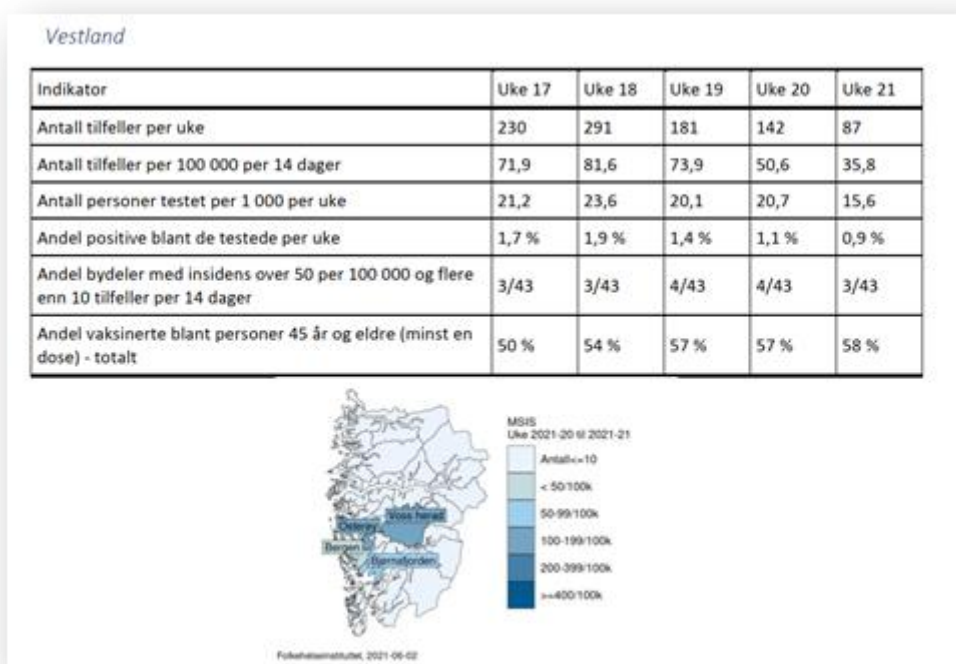 Vestland
Indikator Uke 17 Uke 18 Uke 19 Uke 20 Uke 21
Antall tilfeller per uke 230 291 181 142 87
Antall tilfeller per 100 000 per 14 dager 71,9 81,6 73,9 50,6 35,8
Antall personer testet per 1 000 per uke 21,2 23,6 20,1 20,7 15,6
Andel positive blant de testede per uke 1,7 % 1,9 % 1,4 % 1,1 % 0,9 %
Andel bydeler med insidens over 50 per 100 000 og flere
enn 10 tilfeller per 14 dager 3/43 3/43 4/43 4/43 3/43
Andel vaksinerte blant personer 45 år og eldre (minst en
dose) - totalt 50 % 54 % 57 % 57 % 58 %
MSIS
Uke 2021-20 til 2021-21
Antall<=10
< 50/100k
50-99/100k
100-199/100k
200-399/100k
>=400/100k
Voss herad
Osterøy
Bergen
Bjørnafjorden
Folkehelseinstituttet, 2021-06-02